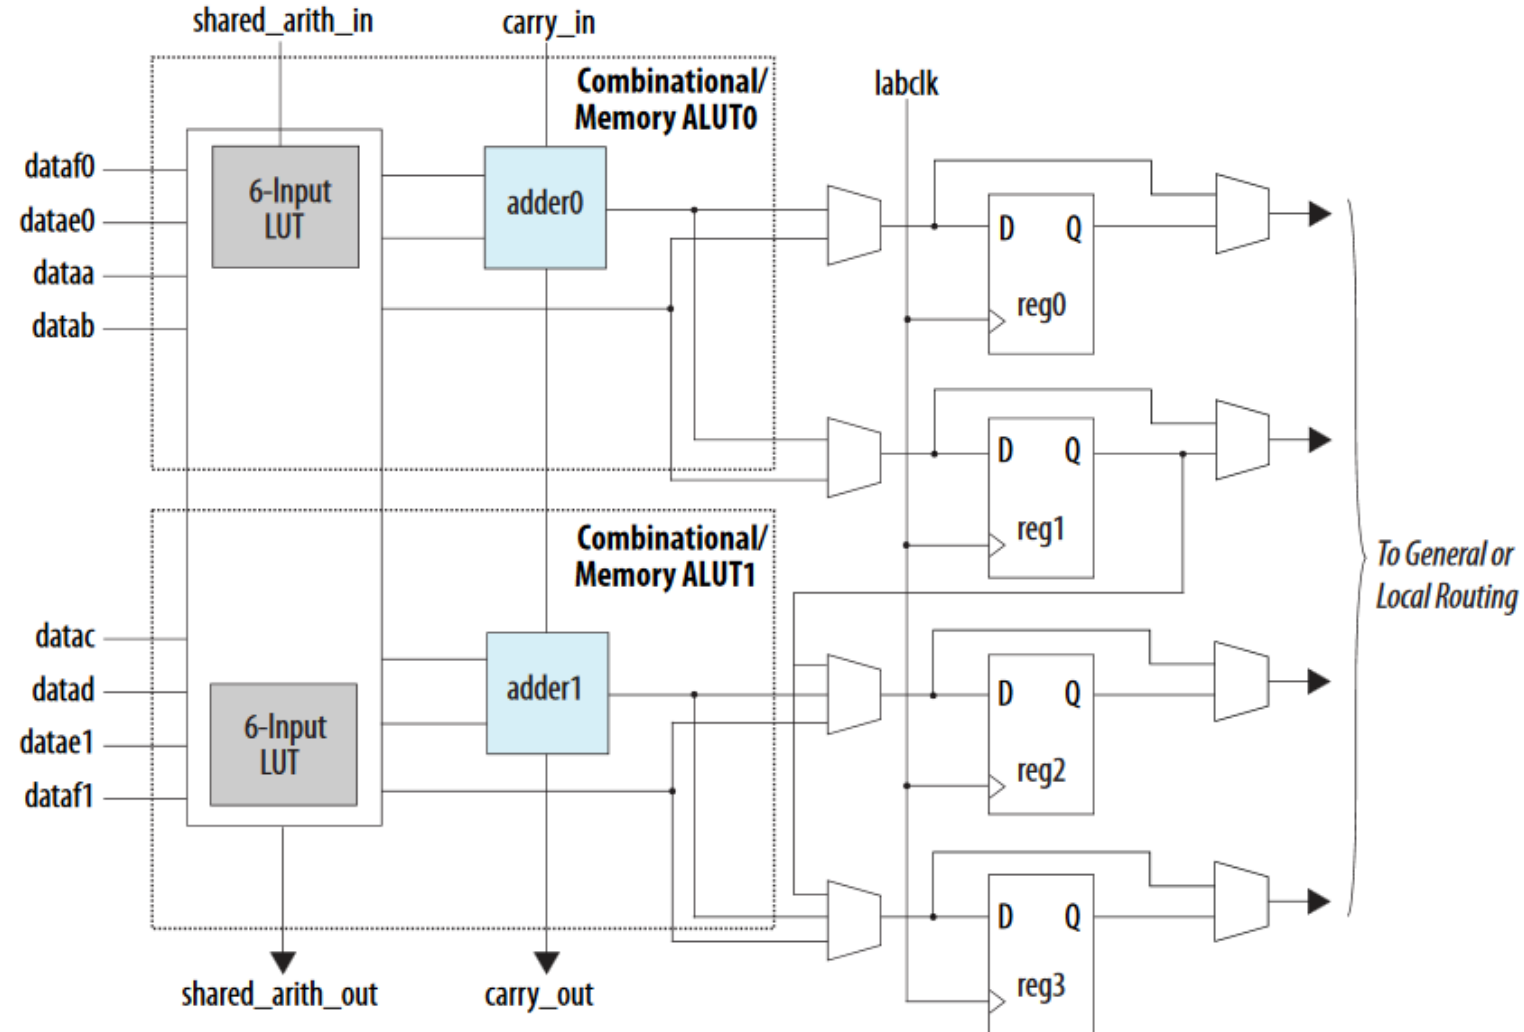 shared_arith_in
carry_in
Combinational/
Memory ALUT0
labclk
dataf0
datae0
dataa
datab
6-Input
LUT
adder0
D Q
reg0
D Q
reg1
Combinational/
Memory ALUT1
To General or
Local Routing
datac
datad
datae1
dataf1
6-Input
LUT
adder1
D Q
reg2
D Q
reg3
shared_arith_out
carry_out